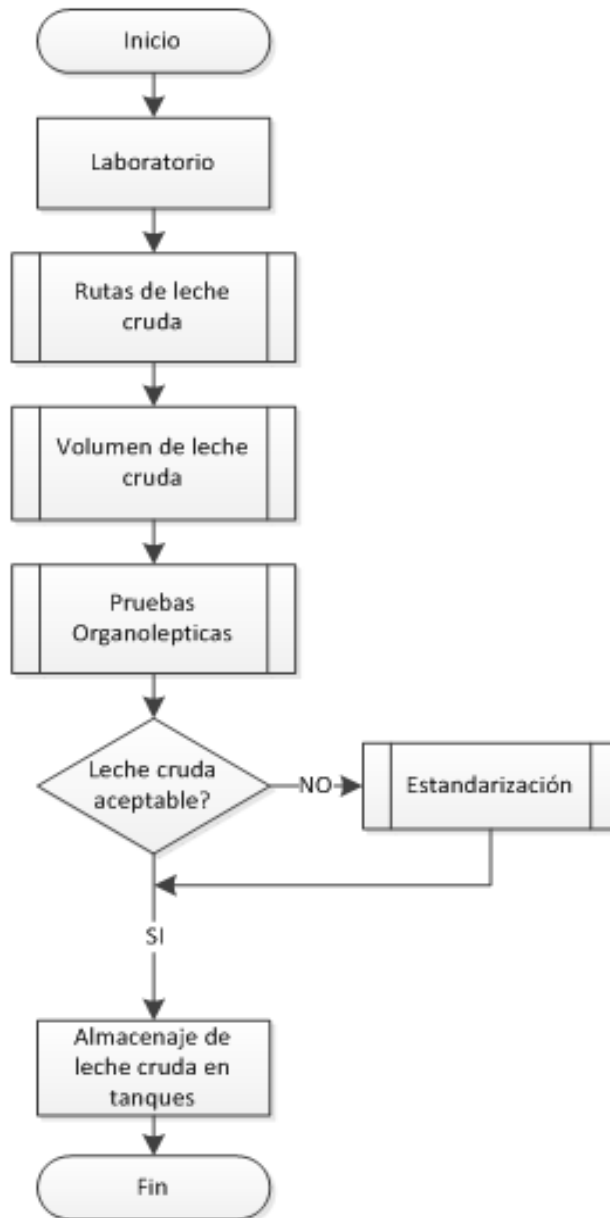 Inicio
Laboratorio
Rutas de leche
cruda
Volumen de leche
cruda
Pruebas
Organolepticas
Leche cruda
aceptable?
NO
Estandarización
SI
Almacenaje de
leche cruda en
tanques
Fin